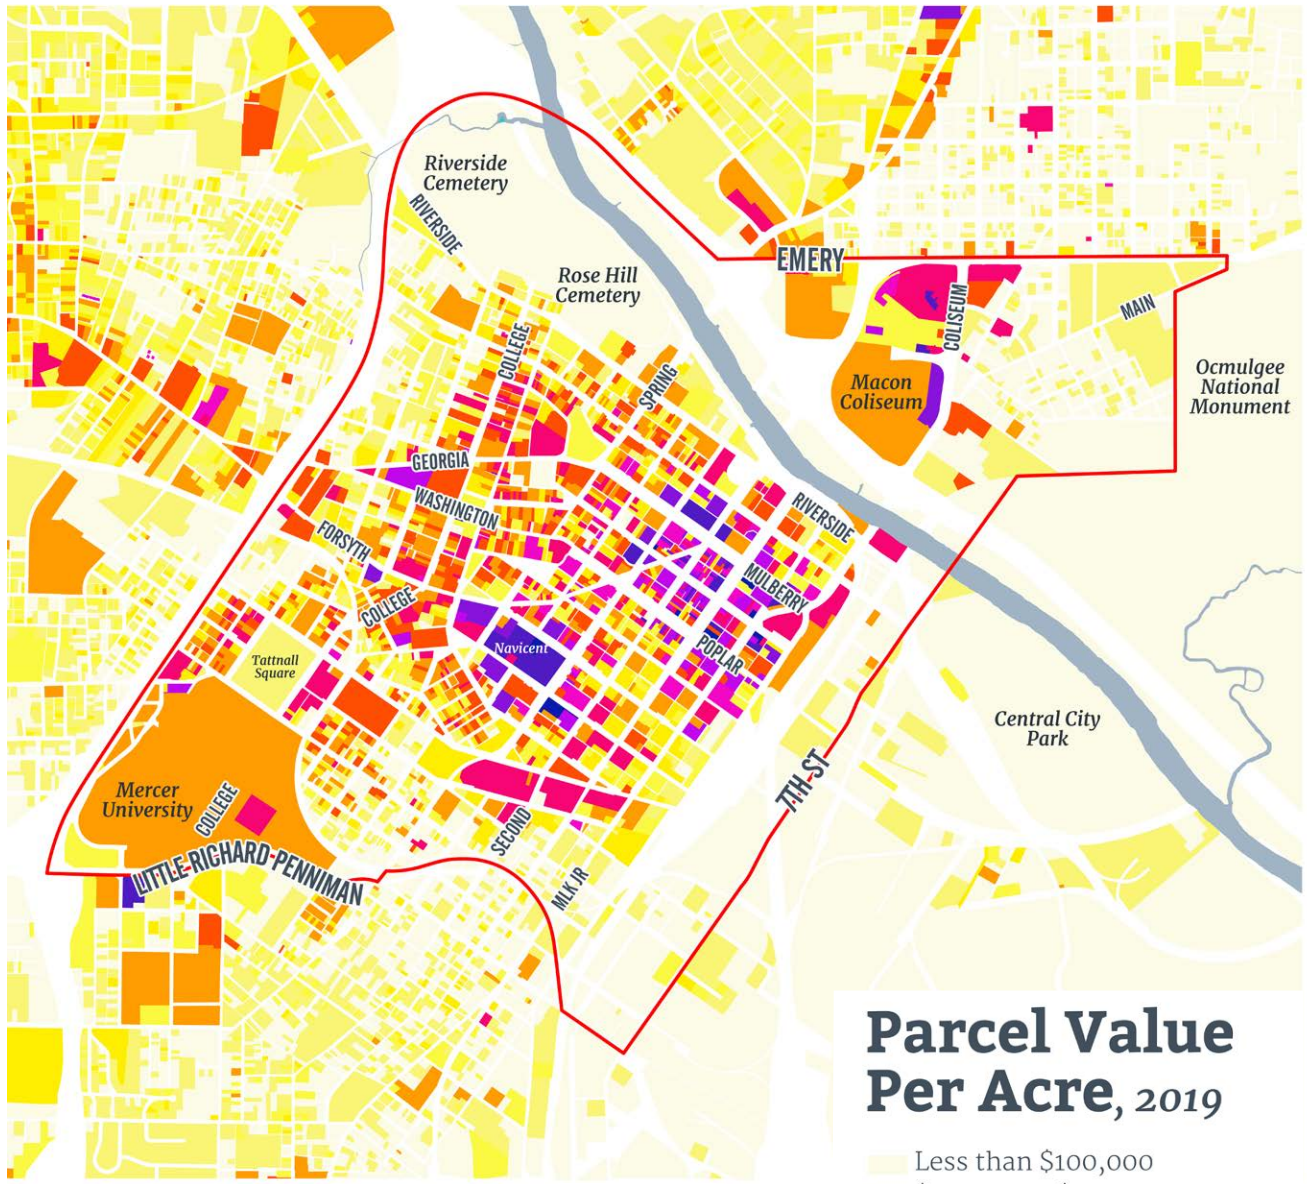 Riverside
Cemetery
RIVERSIDE
Rose Hill
Cemetery
EMERY
COLISEUM
MAIN
Ocmulgee
National
Monument
Macon
Coliseum
COLLEGE
SPRING
GEORGIA
WASHINGTON
FORSYTH
COLLEGE
RIVERSIDE
MULBERRY
POPLAR
Navicent
Tattnall
Square
Central City
Park
7TH ST
Mercer
University
COLLEGE
LITTLE RICHARD PENNIMAN
SECOND
MLK JR
Parcel Value
Per Acre, 2019
Less than $100,000